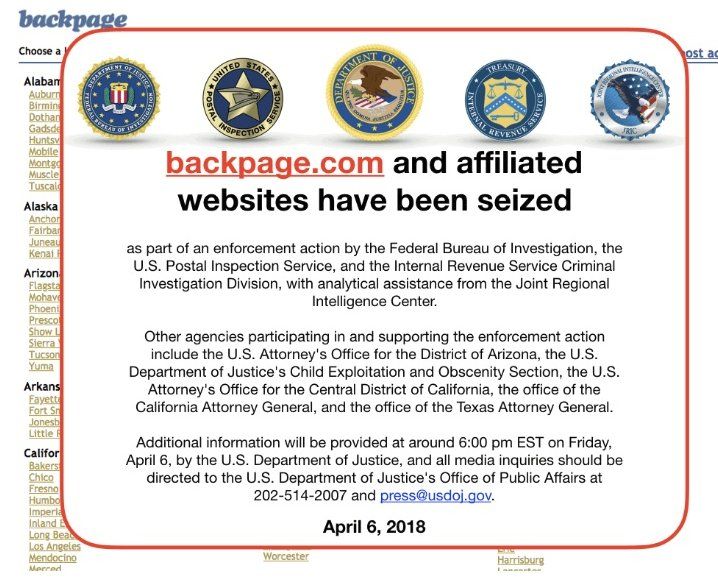 backpage
Choose a
ost ad
Alabam
Auburn
Birmin
Dothan
Gadsde
Huntsv
Mobile
Montgo
Muscle
Tuscalo
Alaska
Anchor
Fairba
Juneau
Kenai
Arizon
Flagsta
Mohav
Phoeni
Presco
Show L
Sierra
Tucson
Yuma
Arkans
Fayett
Fort Sm
Jonesb
Little
Califor
Bakers
Chico
Fresno
Humbo
Imperia
Inland E
Long Bea
Los Angeles
Mendocino
Merced
DEPARTMENT OF JUSTICE
FEDERAL BUREAU OF INVESTIGATION
UNITED STATES
POSTAL INSPECTION SERVICE
DEPARTMENT OF JUSTICE
TREASURY
INTERNAL REVENUE SERVICE
JRIC
backpage.com and affiliated
websites have been seized
as part of an enforcement action by the Federal Bureau of Investigation, the
U.S. Postal Inspection Service, and the Internal Revenue Service Criminal
Investigation Division, with analytical assistance from the Joint Regional
Intelligence Center.
Other agencies participating in and supporting the enforcement action
include the U.S. Attorney's Office for the District of Arizona, the U.S.
Department of Justice's Child Exploitation and Obscenity Section, the U.S.
Attorney's Office for the Central District of California, the office of the
California Attorney General, and the office of the Texas Attorney General.
Additional information will be provided at around 6:00 pm EST on Friday,
April 6, by the U.S. Department of Justice, and all media inquiries should be
directed to the U.S. Department of Justice's Office of Public Affairs at
202-514-2007 and press@usdoj.gov.
April 6, 2018
Worcester
Erie
Harrisburg
Lancaster